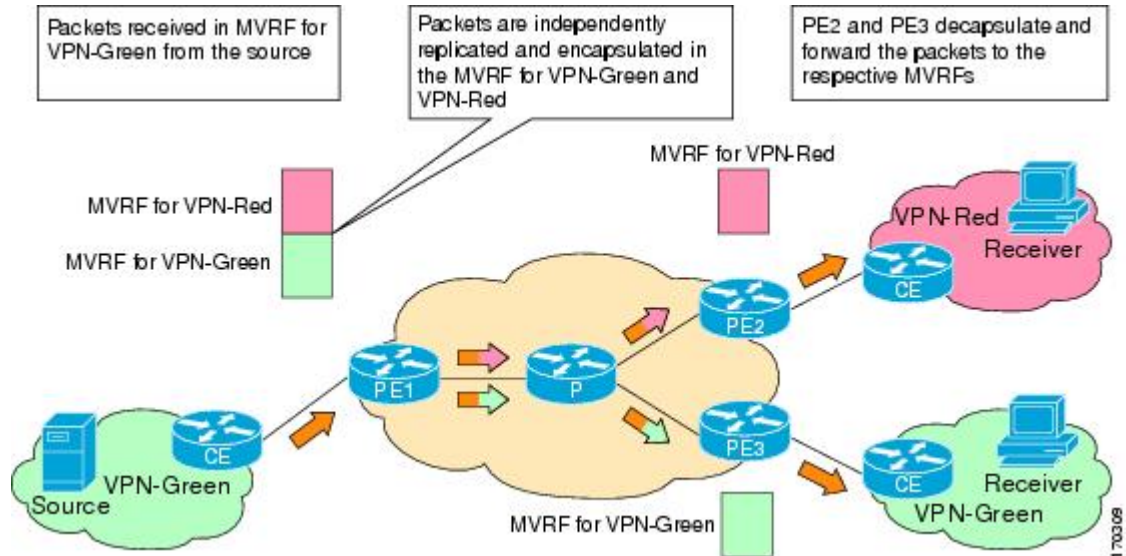 Packets received in MVRF for
VPN-Green from the source
Packets are independently
replicated and encapsulated in
the MVRF for VPN-Green and
VPN-Red
PE2 and PE3 decapsulate and
forward the packets to the
respective MVRFs
MVRF for VPN-Red
MVRF for VPN-Green
MVRF for VPN-Red
VPN-Red
Receiver
CE
PE2
PE1
P
PE3
CE
VPN-Green
Source
CE
Receiver
VPN-Green
MVRF for VPN-Green
170309